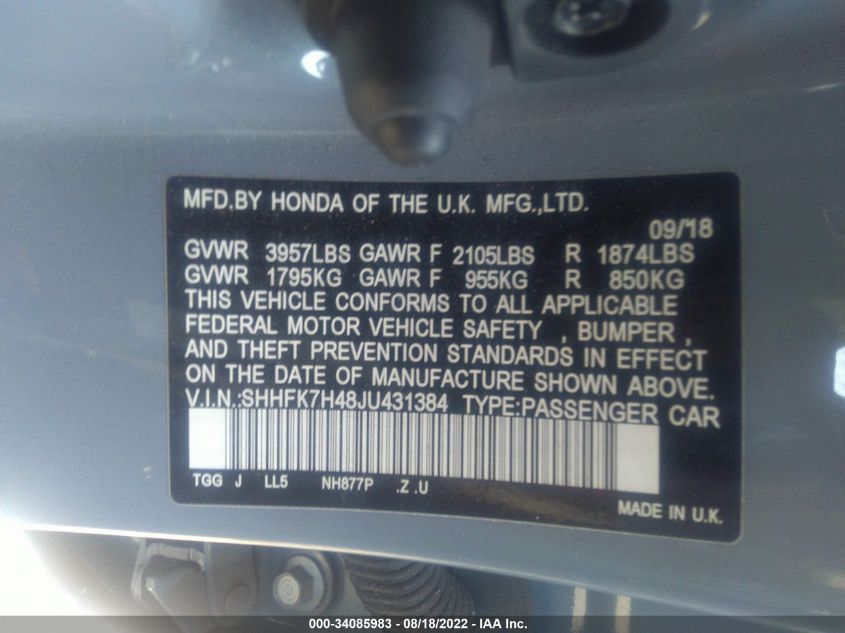 MFD.BY HONDA OF THE U.K. MFG.,LTD.
09/18
GVWR 3957LBS GAWR F 2105LBS R 1874LBS
GVWR 1795KG GAWR F 955KG R 850KG
THIS VEHICLE CONFORMS TO ALL APPLICABLE
FEDERAL MOTOR VEHICLE SAFETY , BUMPER ,
AND THEFT PREVENTION STANDARDS IN EFFECT
ON THE DATE OF MANUFACTURE SHOWN ABOVE.
V.I.N.:SHHFK7H48JU431384 TYPE:PASSENGER CAR
TGG J LL5 NH877P .Z .U
MADE IN U.K.
000-34085983 - 08/18/2022 - IAA Inc.